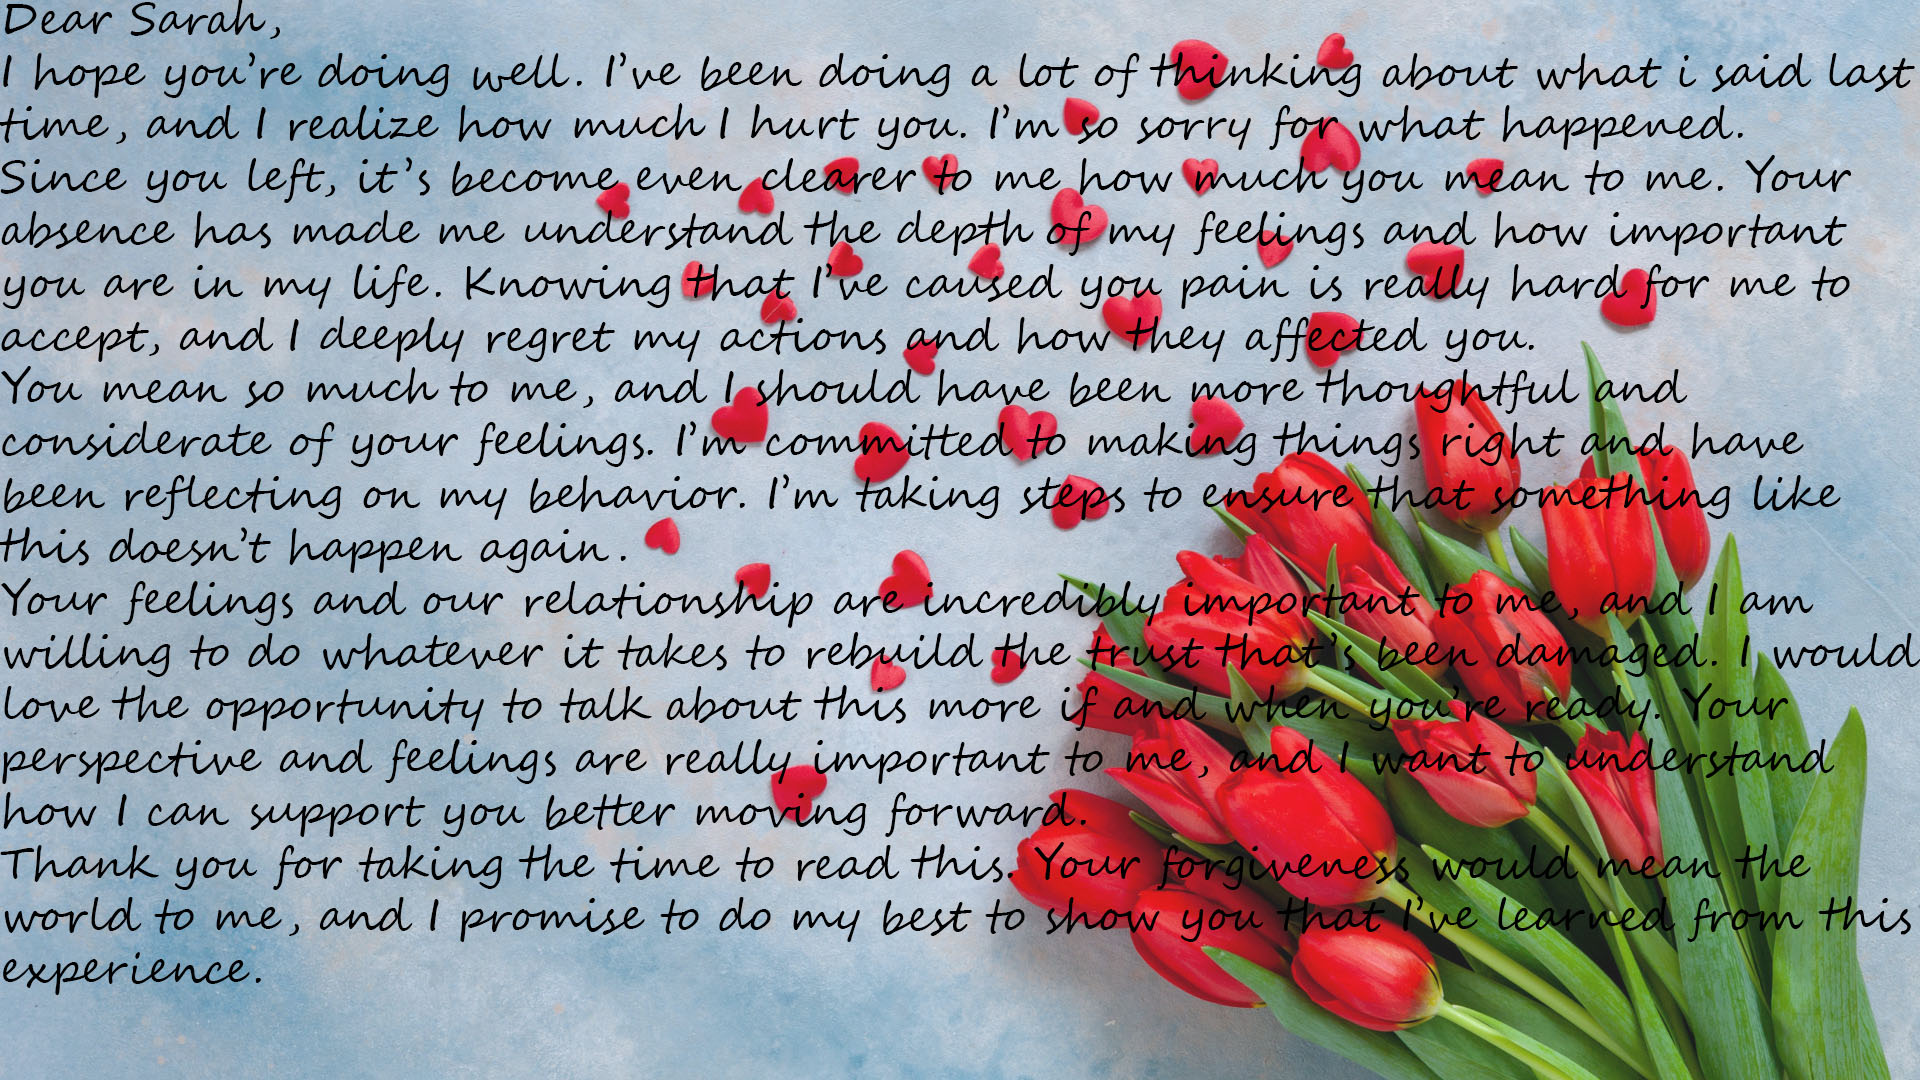 Dear Sarah,
I hope you're doing well. I've been doing a lot of thinking about what i said last
time, and I realize how much I hurt you. I'm so sorry for what happened.
Since you left, it's become even clearer to me how much you mean to me. Your
absence has made me understand the depth of my feelings and how important
you are in my life. Knowing that I've caused you pain is really hard for me to
accept, and I deeply regret my actions and how they affected you.
You mean so much to me, and I should have been more thoughtful and
considerate of your feelings. I'm committed to making things right and have
been reflecting on my behavior. I'm taking steps to ensure that something like
this doesn't happen again.
Your feelings and our relationship are incredibly important to me, and I am
willing to do whatever it takes to rebuild the trust that's been damaged. I would
love the opportunity to talk about this more if and when you're ready. Your
perspective and feelings are really important to me, and I want to understand
how I can support you better moving forward.
Thank you for taking the time to read this. Your forgiveness would mean the
world to me, and I promise to do my best to show you that I've learned from this
experience.